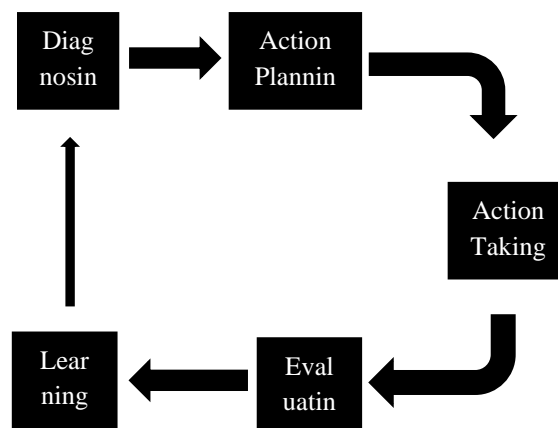 Diag
nosin
Action
Plannin
Action
Taking
Eval
uatin
Lear
ning